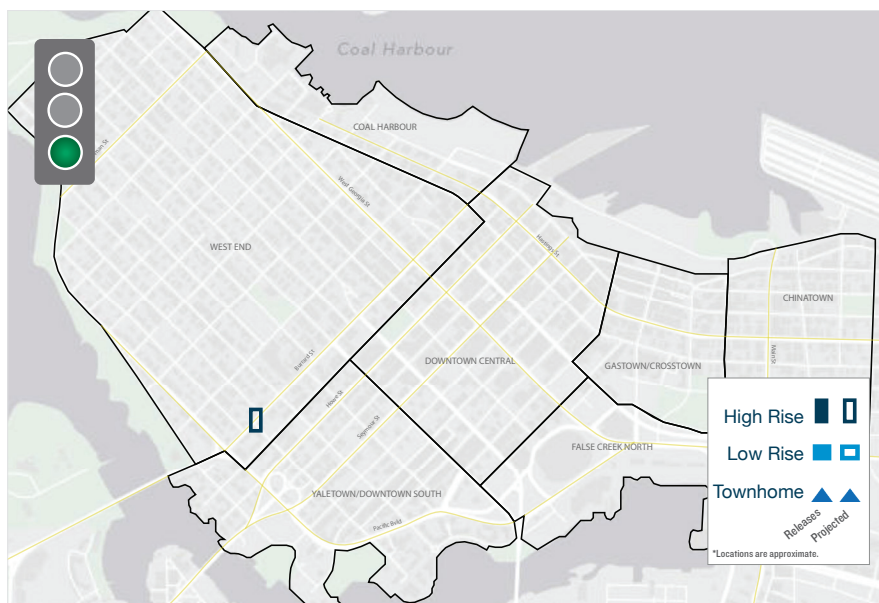 Coal Harbour
COAL HARBOUR
West Georgia St
WEST END
Hastings St
CHINATOWN
Main St
Burrard St
DOWNTOWN CENTRAL
GASTOWN/CROSSTOWN
Howe St
Seymour St
FALSE CREEK NORTH
YALETOWN/DOWNTOWN SOUTH
Pacific Blvd
High Rise
Low Rise
Townhome
Releases
Projected
*Locations are approximate.